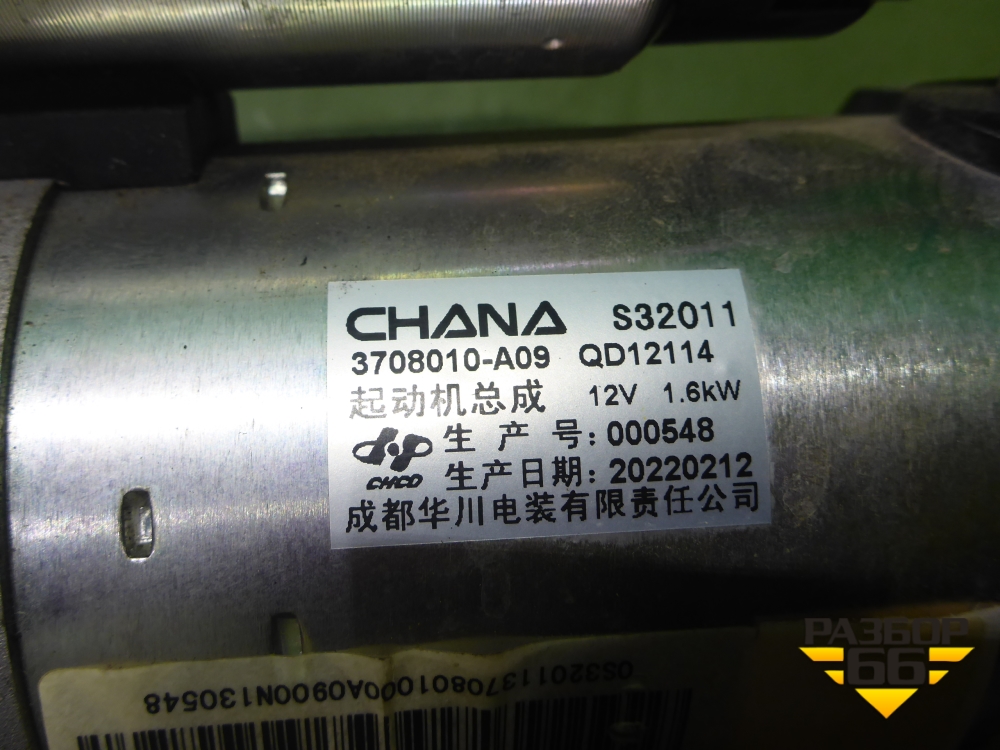 CHANA S32011
3708010-A09 QD12114
起动机总成 12V 1.6kW
生产号:000548
CHCD 生产日期:20220212
成都华川电装有限责任公司
0S3201137080100A0900N130548
РАЗБОР
66